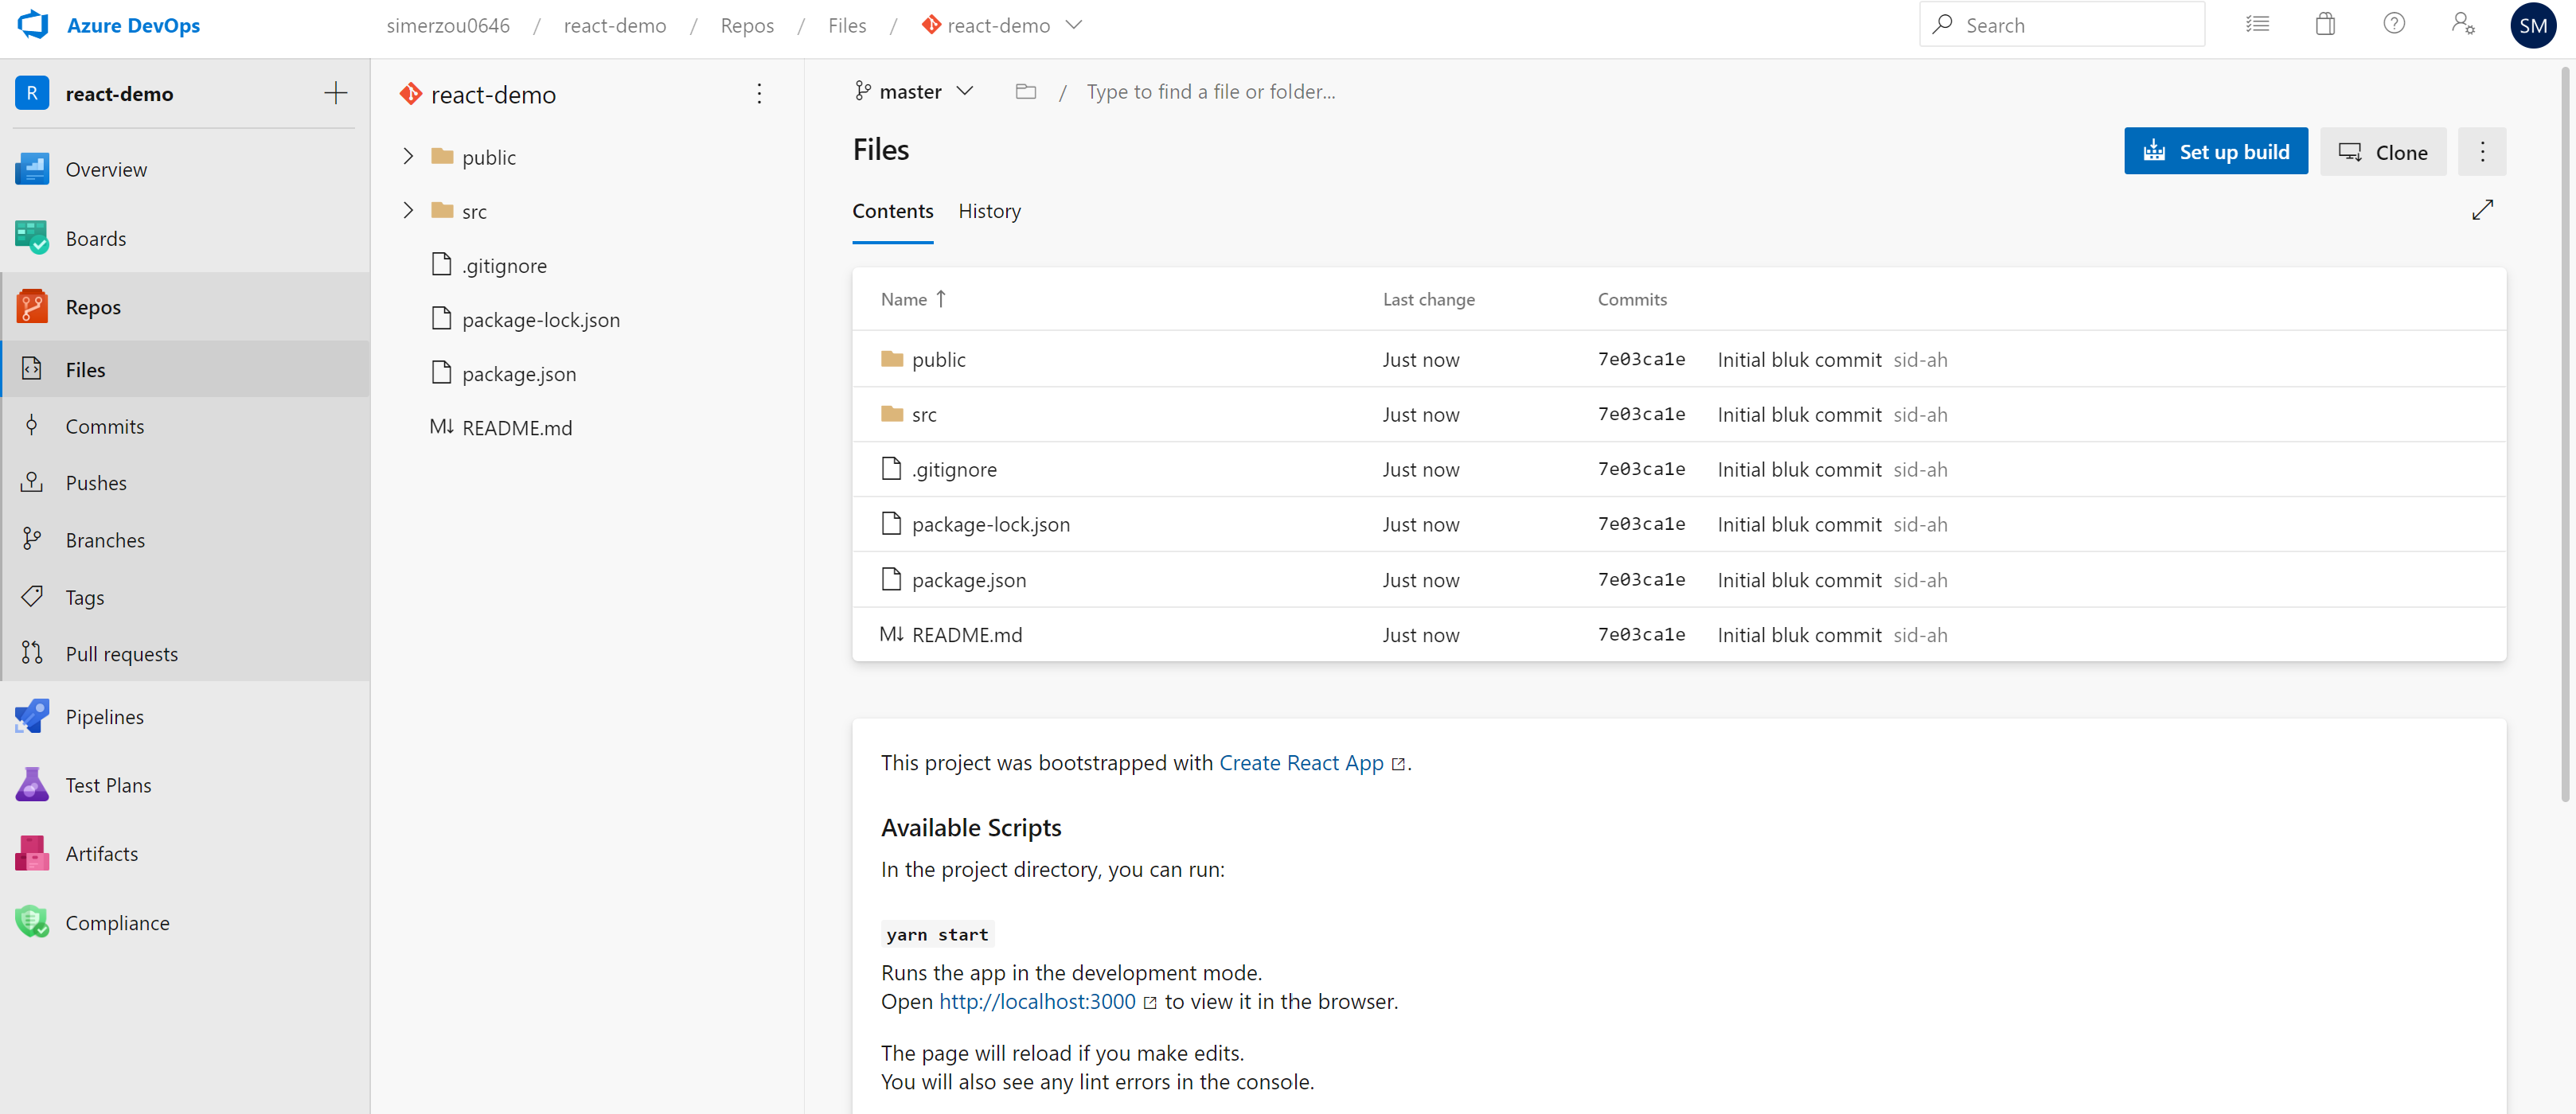 Azure DevOps
simerzou0646 / react-demo / Repos / Files / react-demo
Search
SM
R react-demo
Overview
Boards
Repos
Files
Commits
Pushes
Branches
Tags
Pull requests
Pipelines
Test Plans
Artifacts
Compliance
react-demo
public
src
.gitignore
package-lock.json
package.json
M↓ README.md
master / Type to find a file or folder...
Files
Set up build
Clone
Contents History
Name ↑ Last change Commits
public Just now 7e03ca1e Initial bluk commit sid-ah
src Just now 7e03ca1e Initial bluk commit sid-ah
.gitignore Just now 7e03ca1e Initial bluk commit sid-ah
package-lock.json Just now 7e03ca1e Initial bluk commit sid-ah
package.json Just now 7e03ca1e Initial bluk commit sid-ah
M↓ README.md Just now 7e03ca1e Initial bluk commit sid-ah
This project was bootstrapped with Create React App.
Available Scripts
In the project directory, you can run:
yarn start
Runs the app in the development mode.
Open http://localhost:3000 to view it in the browser.
The page will reload if you make edits.
You will also see any lint errors in the console.